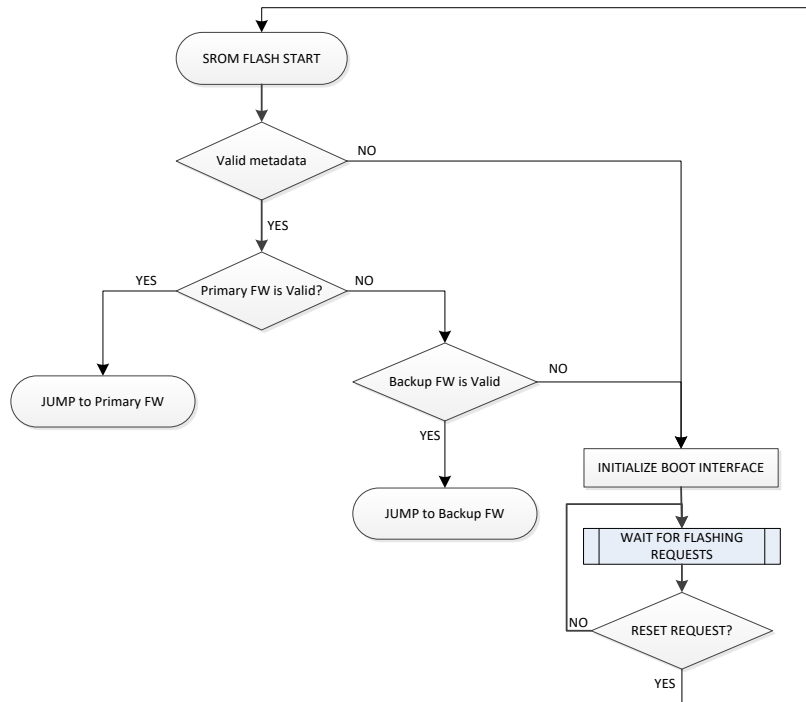 SROM FLASH START
Valid metadata
NO
YES
Primary FW is Valid?
YES
NO
JUMP to Primary FW
Backup FW is Valid
NO
YES
JUMP to Backup FW
INITIALIZE BOOT INTERFACE
WAIT FOR FLASHING
REQUESTS
RESET REQUEST?
NO
YES